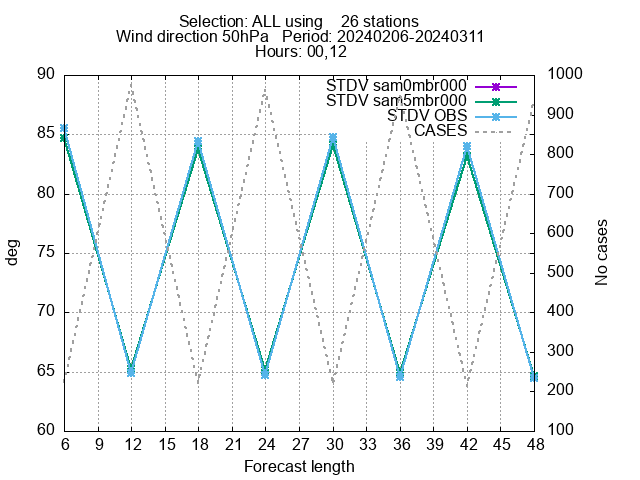 Selection: ALL using    26 stations
Wind direction 50hPa   Period: 20240206-20240311
Hours: 00,12
STDV sam0mbr000
STDV sam5mbr000
STDV OBS
CASES
90
85
80
75
70
65
60
deg
1000
900
800
700
600
500
400
300
200
100
No cases
6 9 12 15 18 21 24 27 30 33 36 39 42 45 48
Forecast length